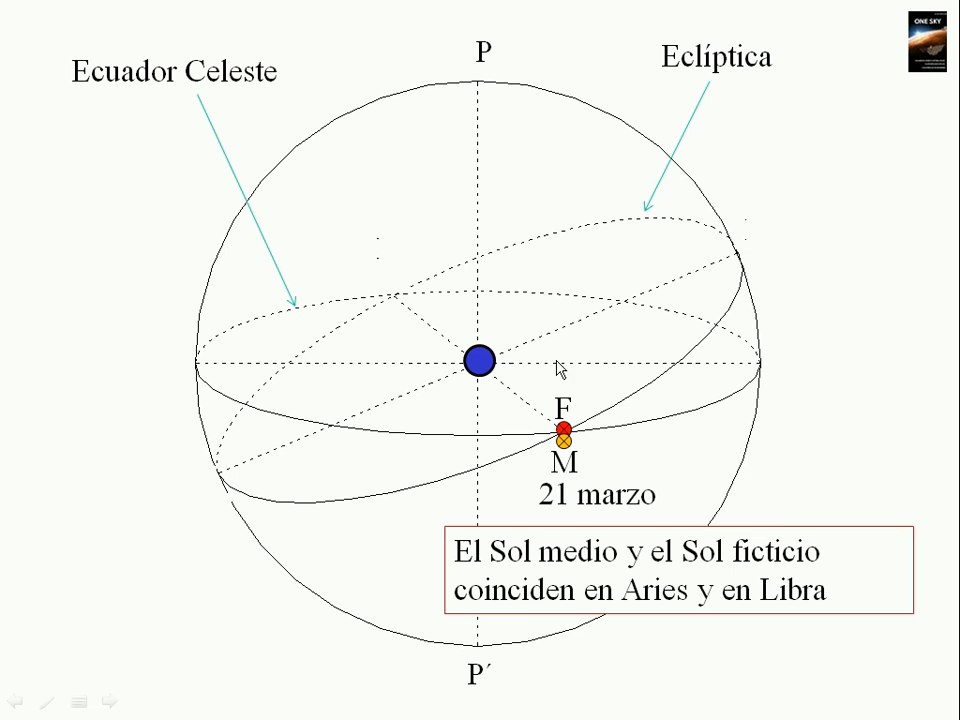 ONE SKY
P
Eclíptica
Ecuador Celeste
F
M
21 marzo
El Sol medio y el Sol ficticio
coinciden en Aries y en Libra
P´